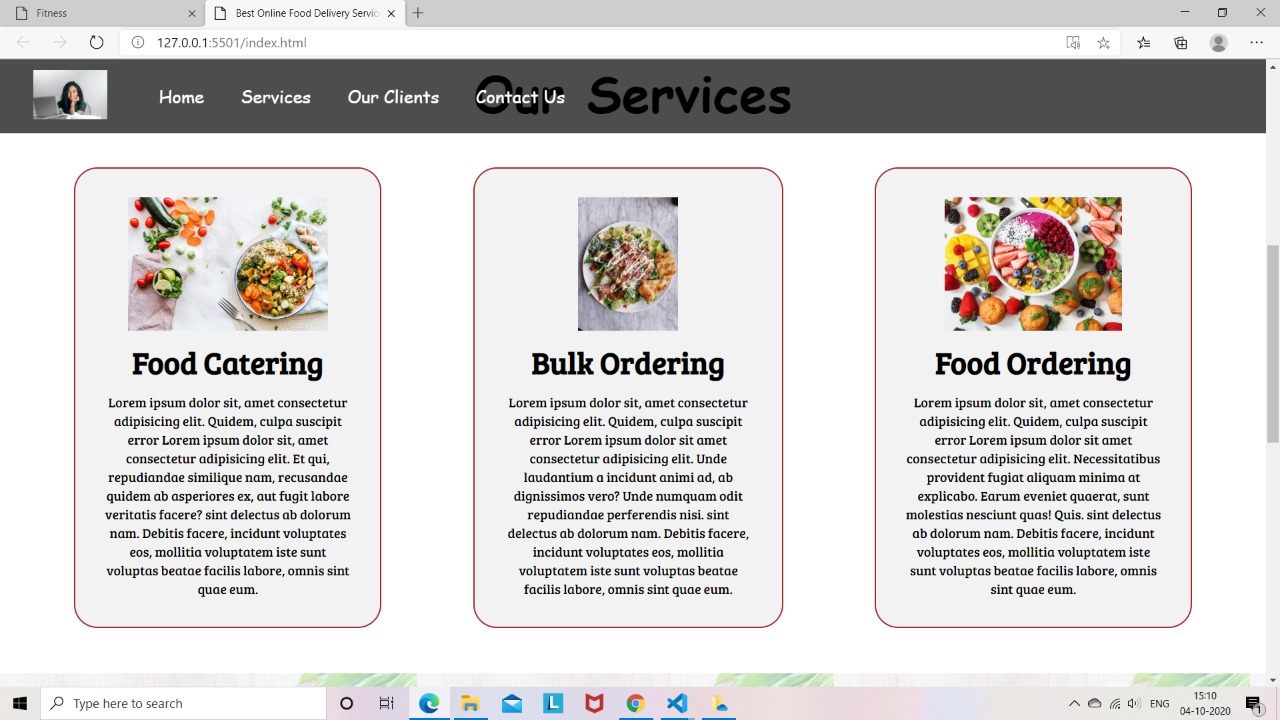 Fitness
Best Online Food Delivery Servic
127.0.0.1:5501/index.html
Our Services
Home Services Our Clients Contact Us
Food Catering
Lorem ipsum dolor sit, amet consectetur
adipisicing elit. Quidem, culpa suscipit
error Lorem ipsum dolor sit, amet
consectetur adipisicing elit. Et qui,
repudiandae similique nam, recusandae
quidem ab asperiores ex, aut fugit labore
veritatis facere? sint delectus ab dolorum
nam. Debitis facere, incidunt voluptates
eos, mollitia voluptatem iste sunt
voluptas beatae facilis labore, omnis sint
quae eum.
Bulk Ordering
Lorem ipsum dolor sit, amet consectetur
adipisicing elit. Quidem, culpa suscipit
error Lorem ipsum dolor sit amet
consectetur adipisicing elit. Unde
laudantium a incidunt animi ad, ab
dignissimos vero? Unde numquam odit
repudiandae perferendis nisi. sint
delectus ab dolorum nam. Debitis facere,
incidunt voluptates eos, mollitia
voluptatem iste sunt voluptas beatae
facilis labore, omnis sint quae eum.
Food Ordering
Lorem ipsum dolor sit, amet consectetur
adipisicing elit. Quidem, culpa suscipit
error Lorem ipsum dolor sit amet
consectetur adipisicing elit. Necessitatibus
provident fugiat aliquam minima at
explicabo. Earum eveniet quaerat, sunt
molestias nesciunt quas! Quis. sint delectus
ab dolorum nam. Debitis facere, incidunt
voluptates eos, mollitia voluptatem iste
sunt voluptas beatae facilis labore, omnis
sint quae eum.
Type here to search
L
ENG
15:10
04-10-2020
1